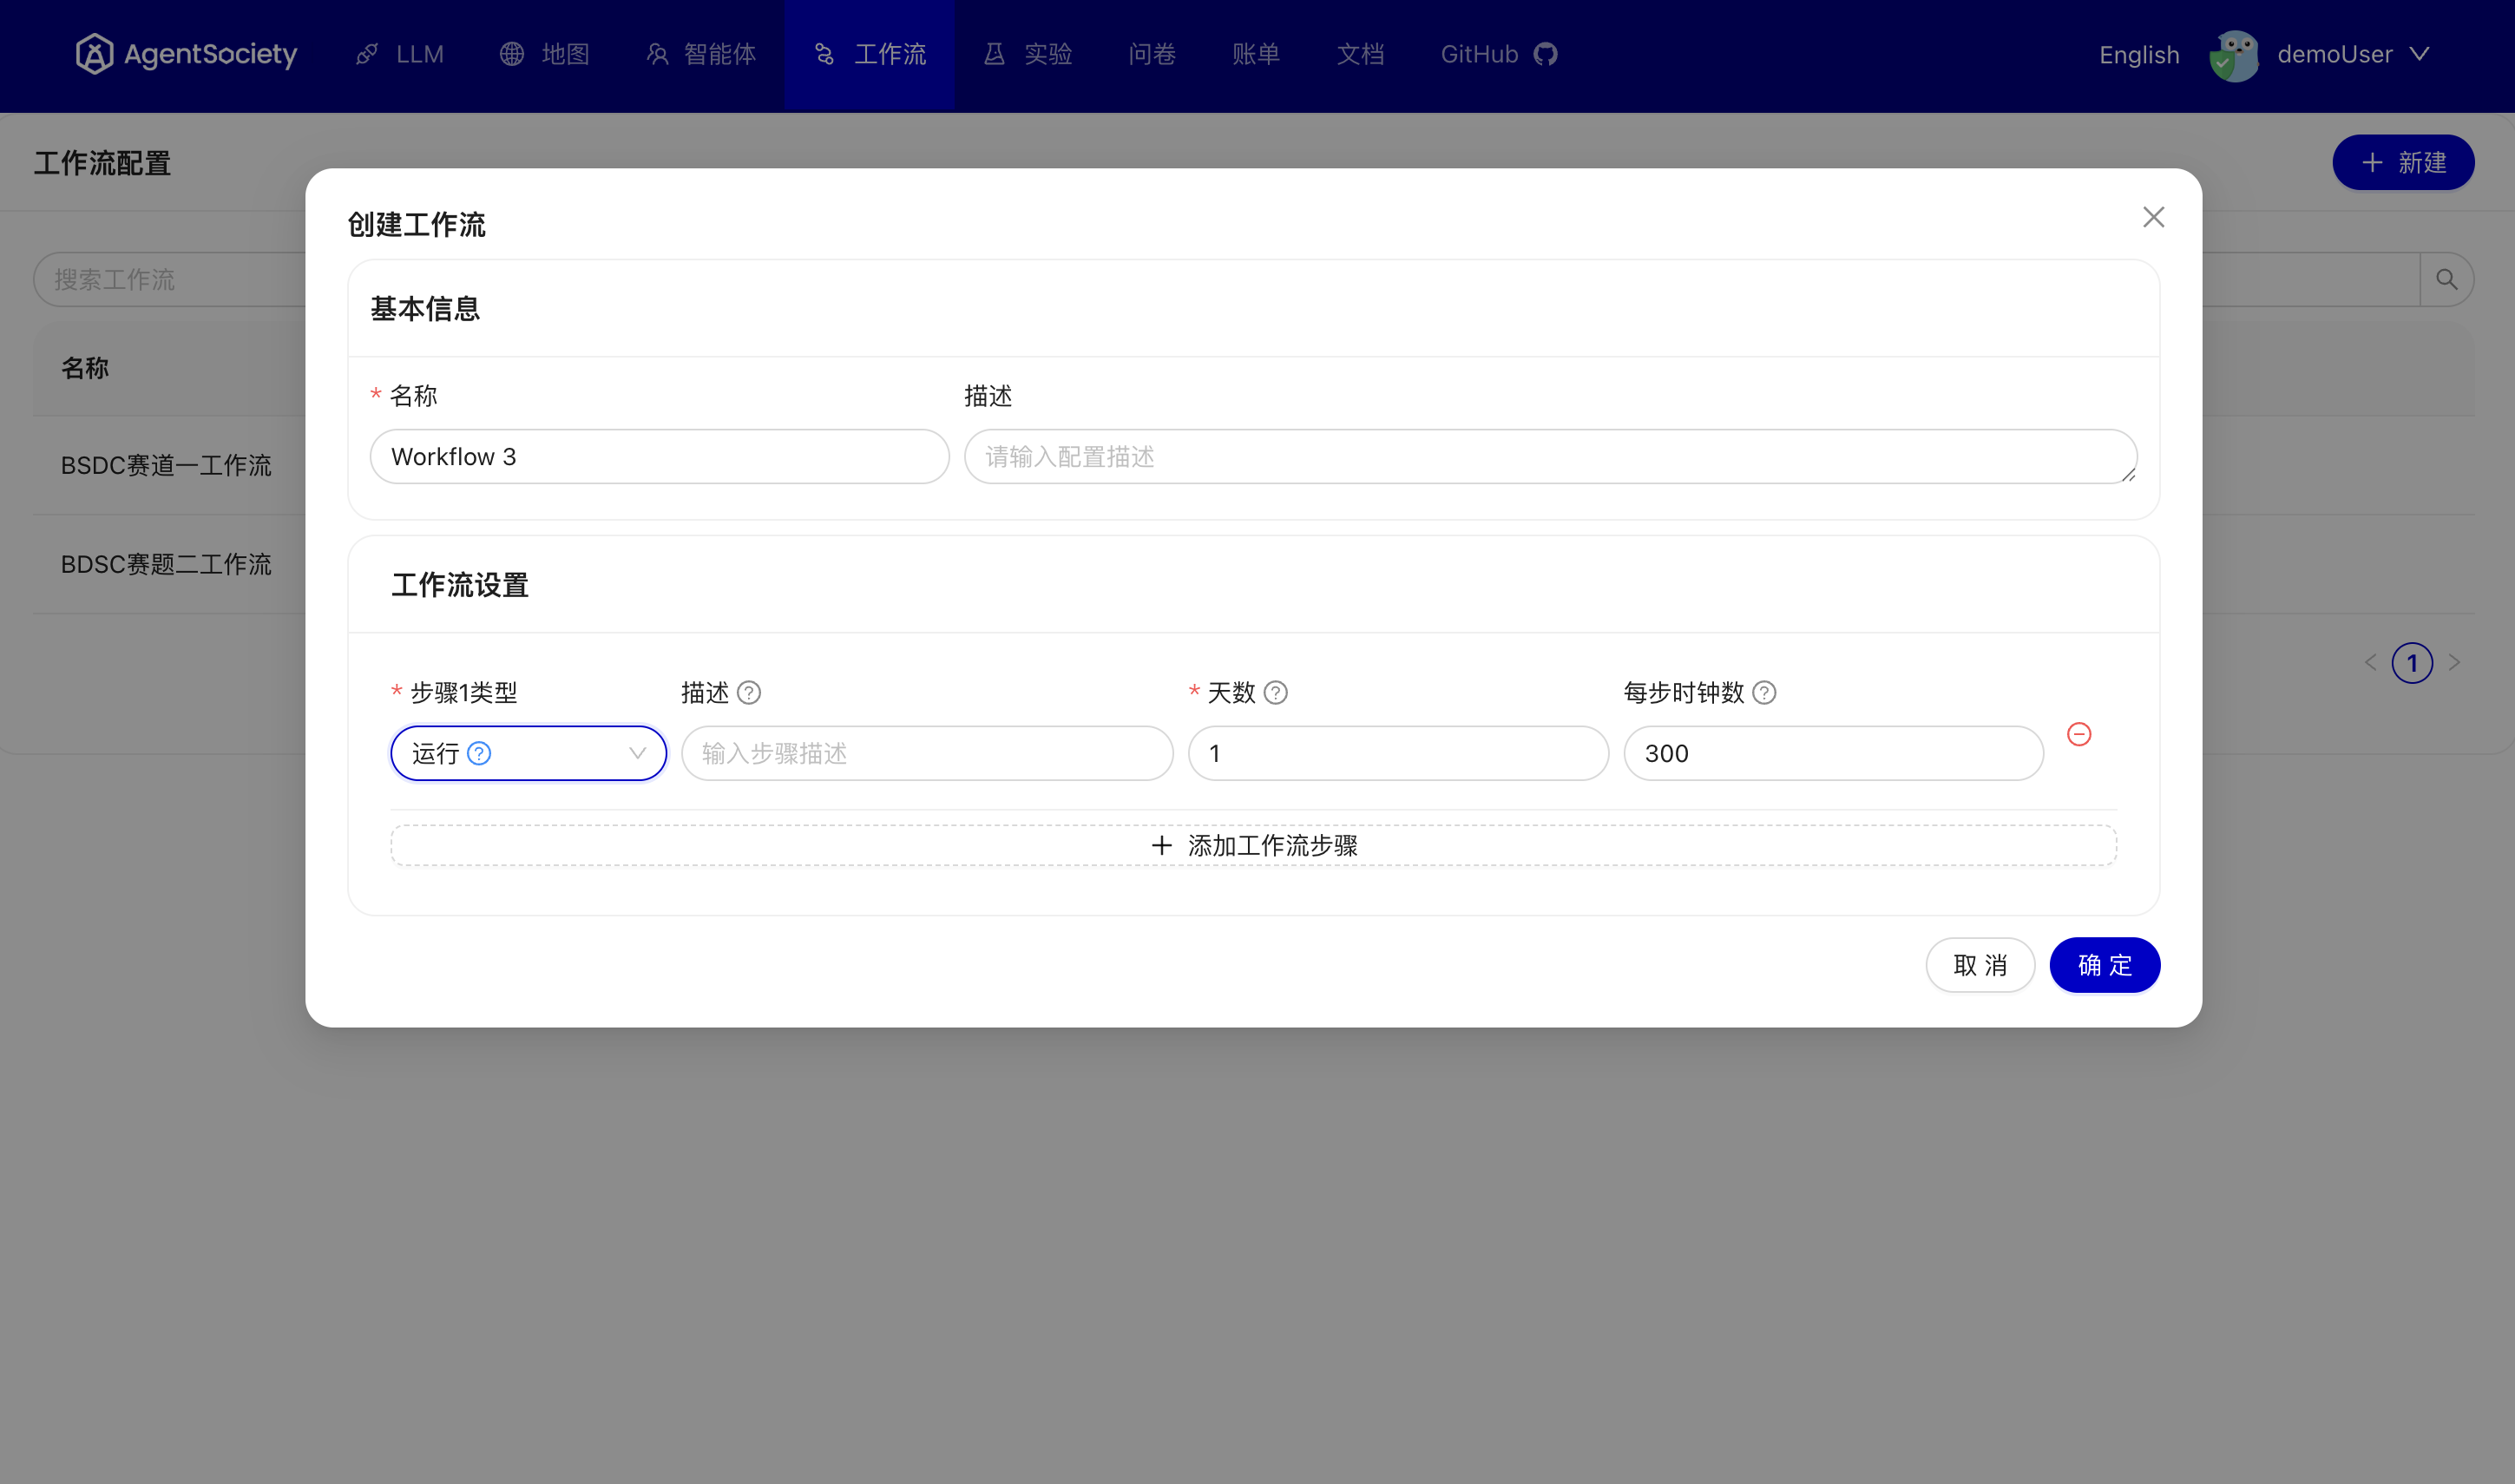 AgentSociety LLM 地图 智能体 工作流 实验 问卷 账单 文档 GitHub English demoUser
工作流配置
新建
搜索工作流
名称
BSDC赛道一工作流
BDSC赛题二工作流
1
创建工作流
基本信息
* 名称 描述
Workflow 3 请输入配置描述
工作流设置
* 步骤1类型 描述 * 天数 每步时钟数
运行 输入步骤描述 1 300
添加工作流步骤
取 消 确 定